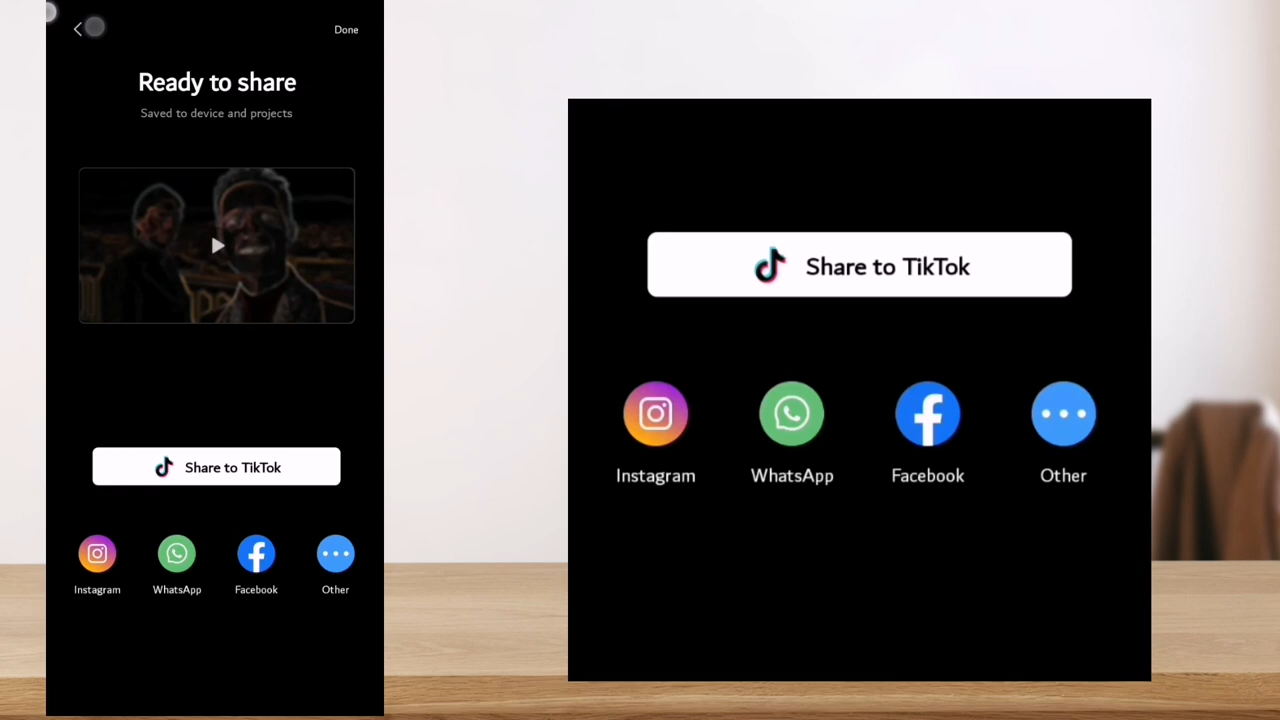 Done
Ready to share
Saved to device and projects
Share to TikTok
Instagram WhatsApp Facebook Other
Share to TikTok
Instagram WhatsApp Facebook Other